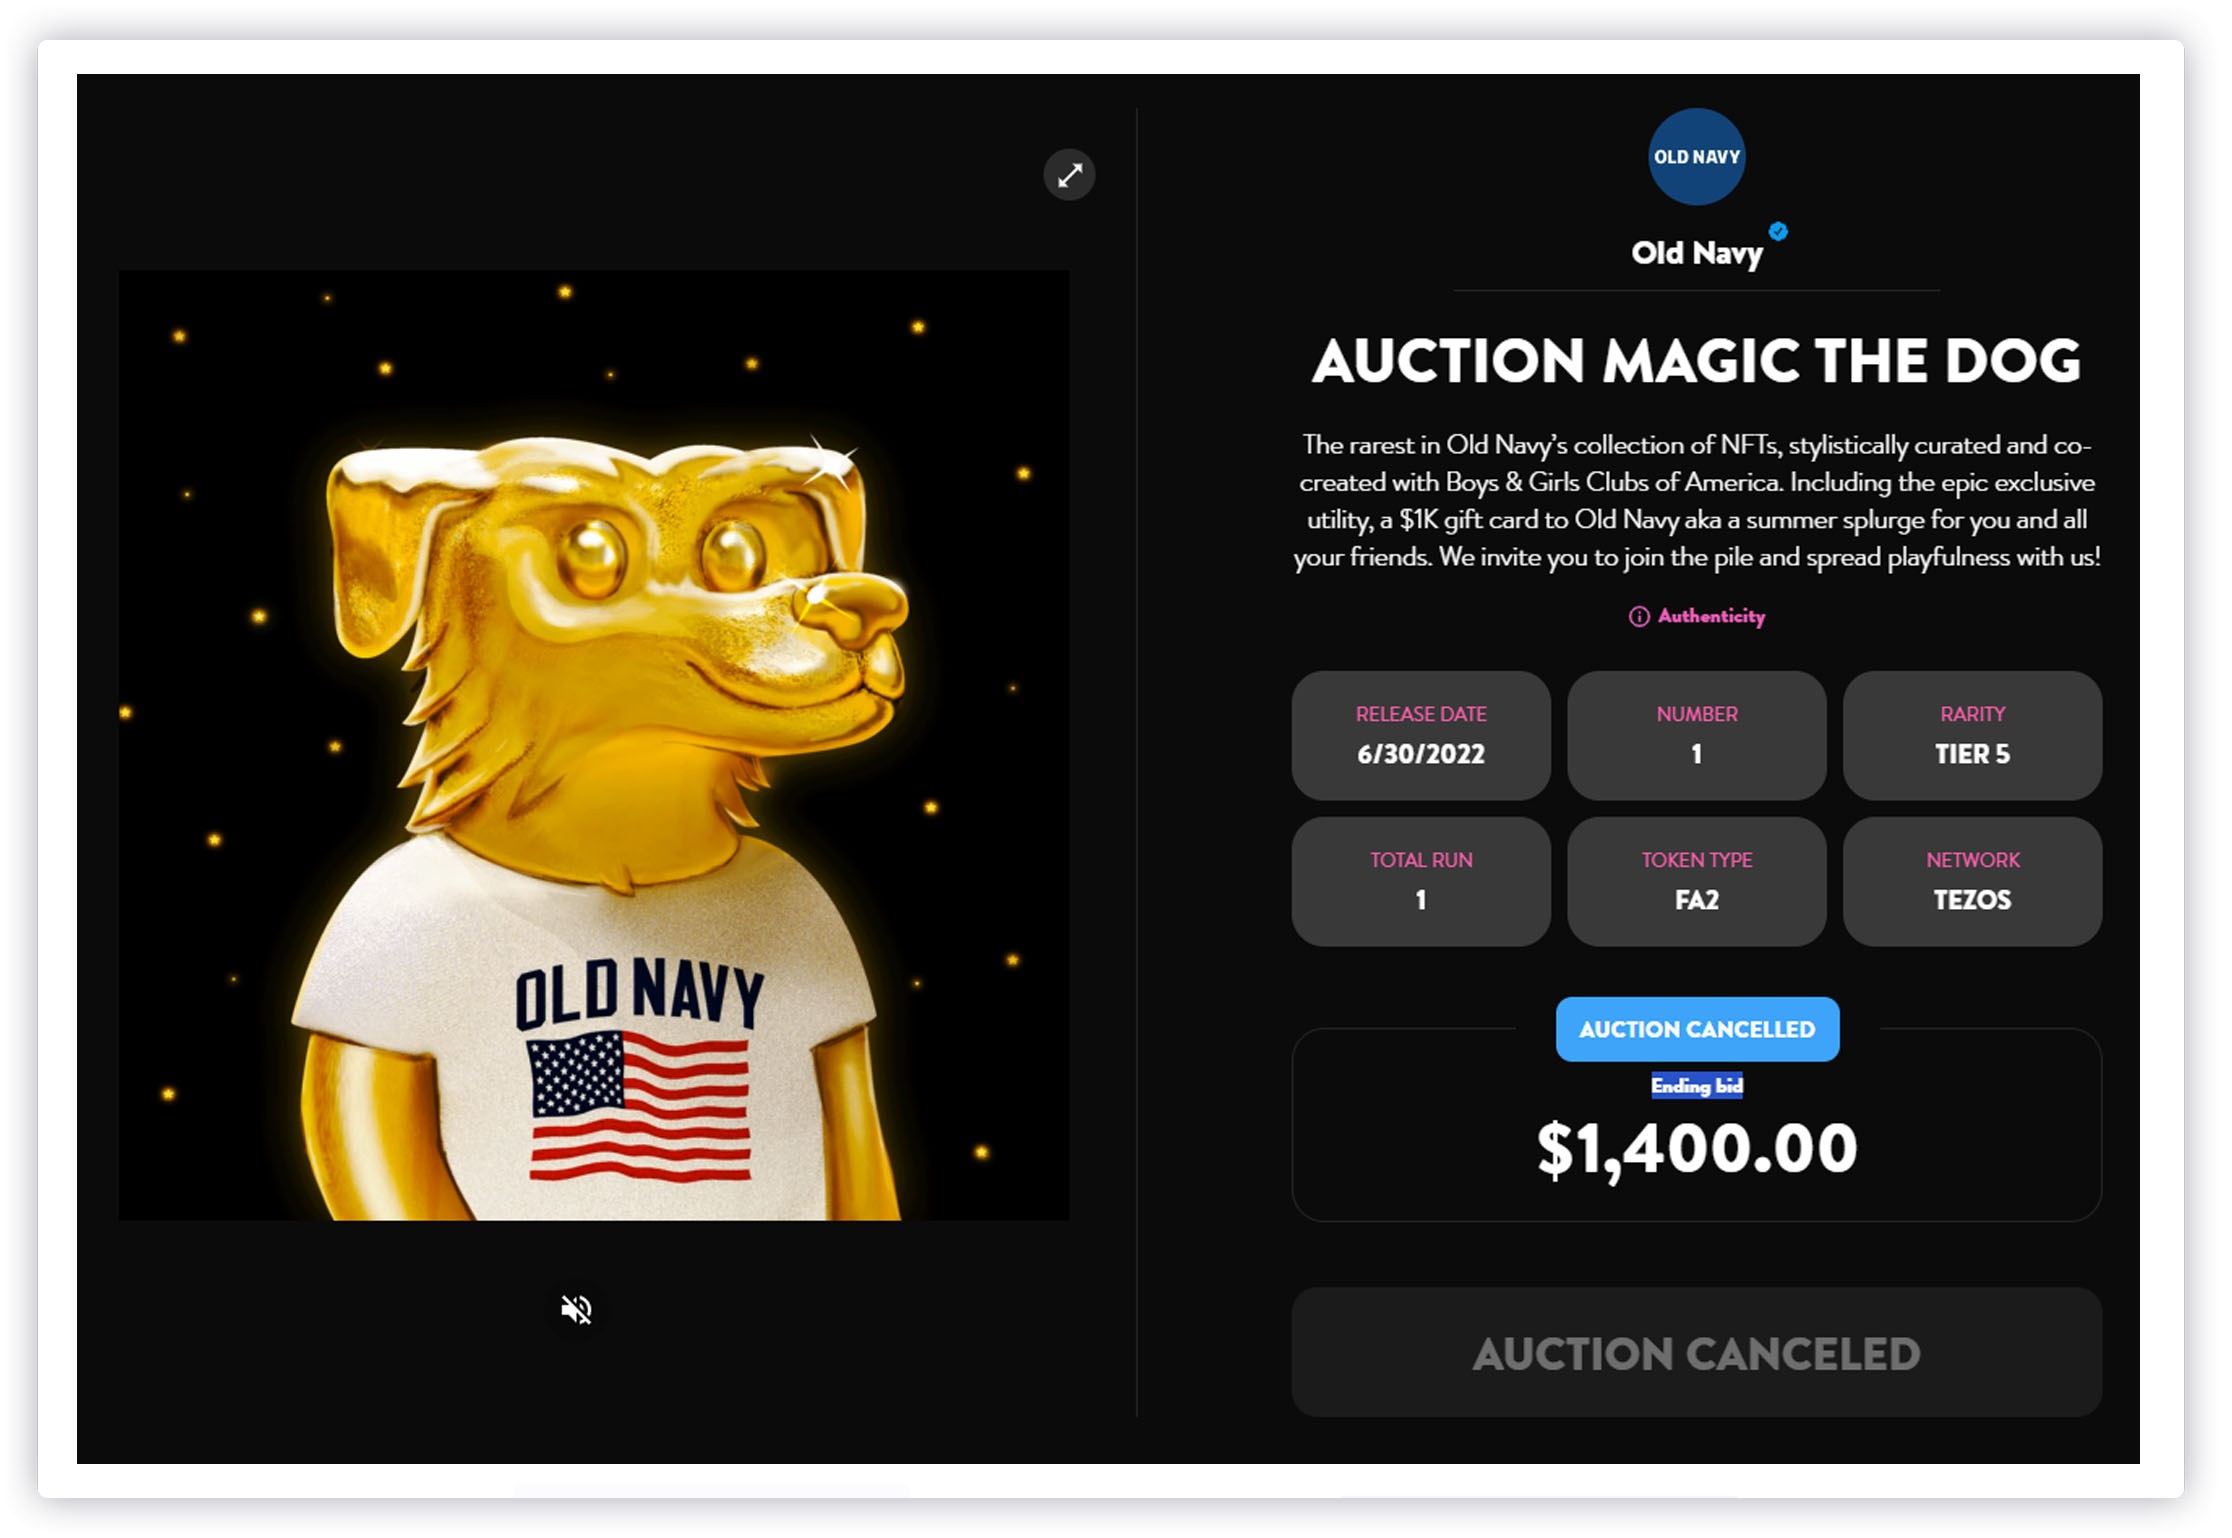 OLD NAVY
OLD NAVY
Old Navy
AUCTION MAGIC THE DOG
The rarest in Old Navy’s collection of NFTs, stylistically curated and co-
created with Boys & Girls Clubs of America. Including the epic exclusive
utility, a $1K gift card to Old Navy aka a summer splurge for you and all
your friends. We invite you to join the pile and spread playfulness with us!
Authenticity
RELEASE DATE
6/30/2022
NUMBER
1
RARITY
TIER 5
TOTAL RUN
1
TOKEN TYPE
FA2
NETWORK
TEZOS
AUCTION CANCELLED
Ending bid
$1,400.00
AUCTION CANCELED